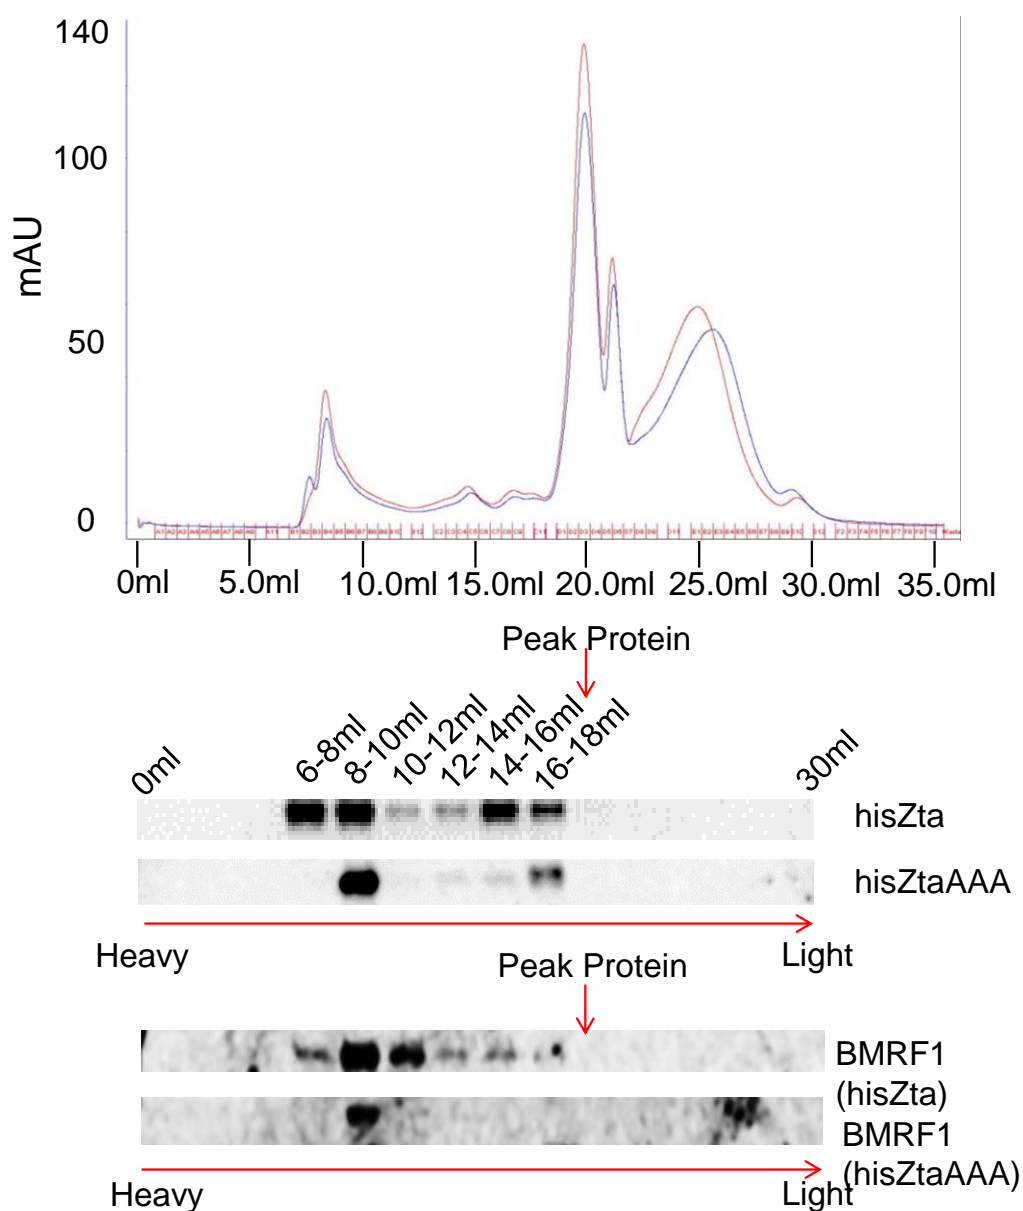 140
100
mAU
50
0
0ml 5.0ml 10.0ml 15.0ml 20.0ml 25.0ml 30.0ml 35.0ml
Peak Protein
0ml 6-8ml 8-10ml 10-12ml 12-14ml 14-16ml 16-18ml 30ml
hisZta
hisZtaAAA
Heavy Light
Peak Protein
BMRF1
(hisZta)
BMRF1
(hisZtaAAA)
Heavy Light